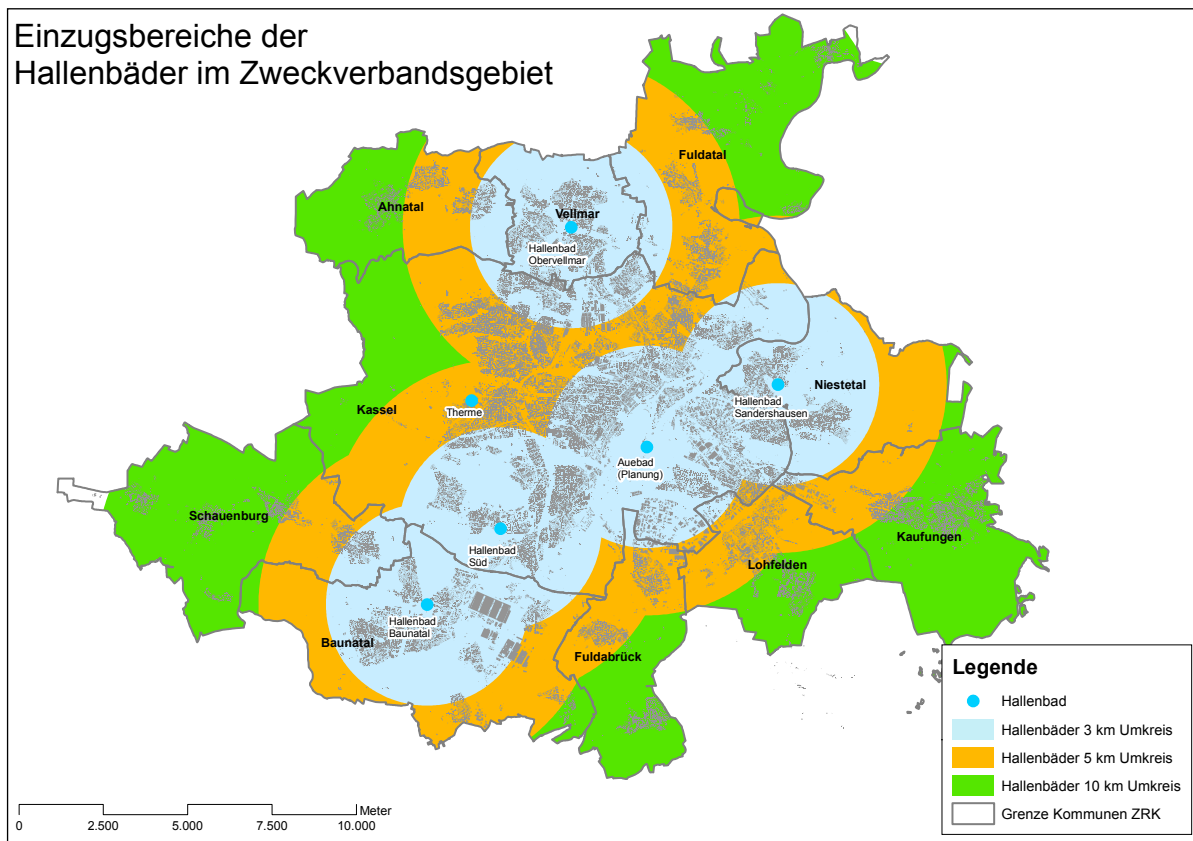 Einzugsbereiche der
Hallenbäder im Zweckverbandsgebiet
Fuldatal
Ahnatal
Vellmar
Hallenbad
Obervellmar
Niestetal
Hallenbad
Sandershausen
Kassel
Therme
Auebad
(Planung)
Schauenburg
Hallenbad
Süd
Kaufungen
Lohfelden
Hallenbad
Baunatal
Baunatal
Fuldabrück
Legende
Hallenbad
Hallenbäder 3 km Umkreis
Hallenbäder 5 km Umkreis
Hallenbäder 10 km Umkreis
Grenze Kommunen ZRK
Meter
0 2.500 5.000 7.500 10.000